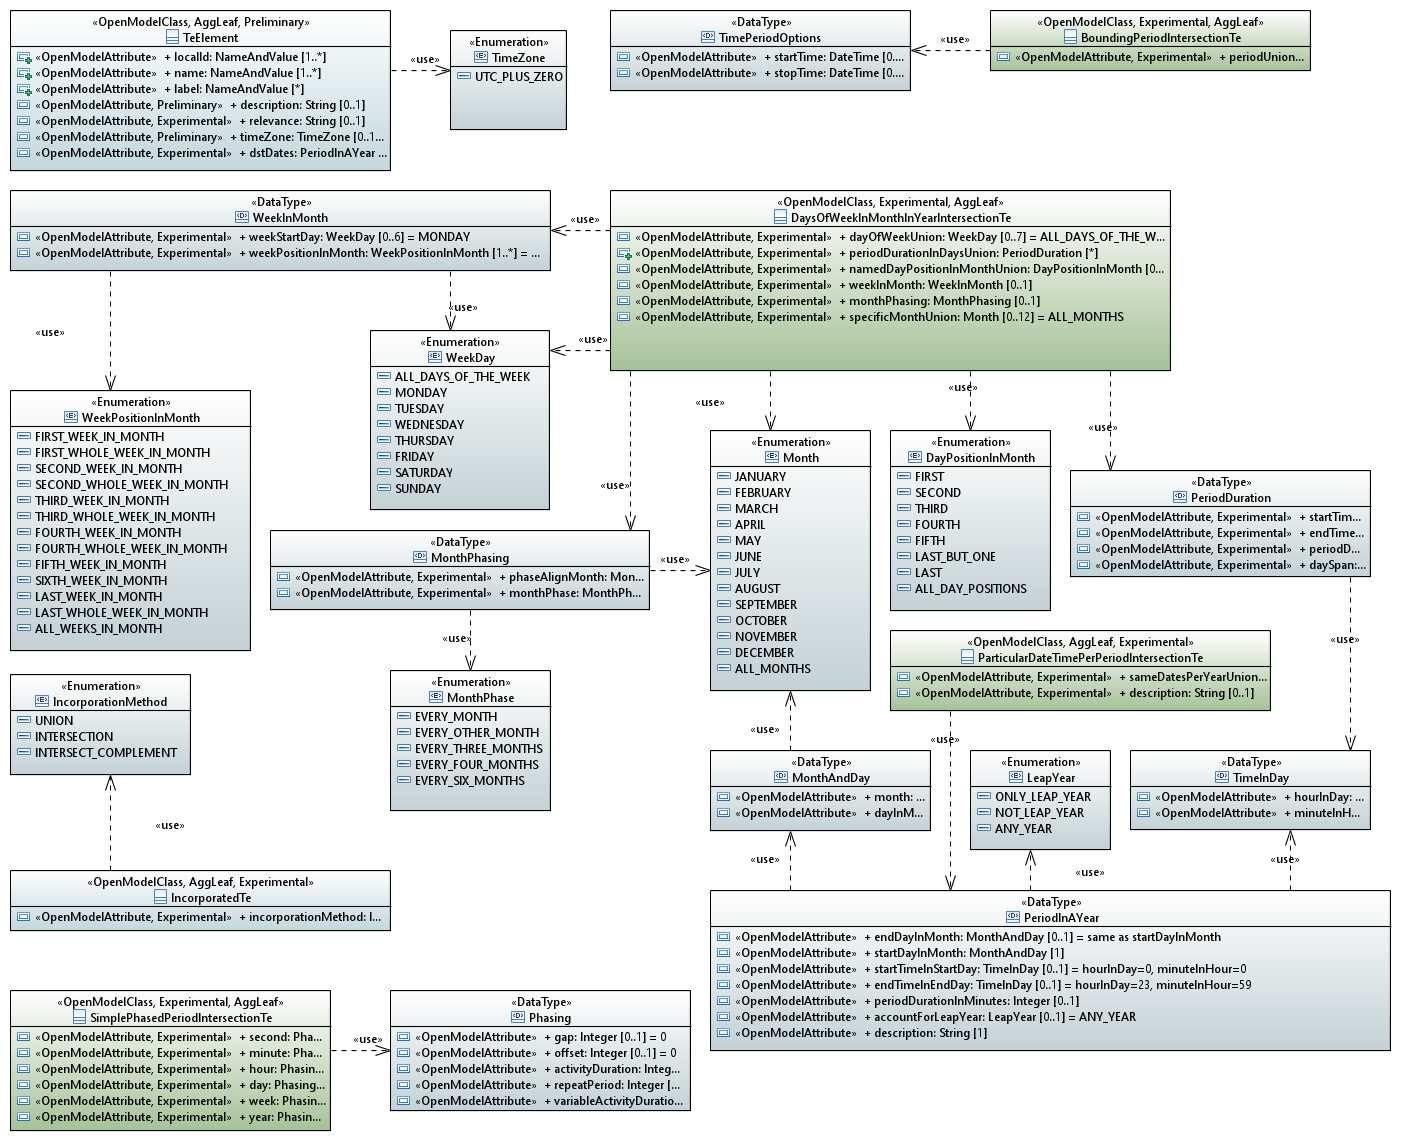 «OpenModelClass, AggLeaf, Preliminary»
TeElement
«OpenModelAttribute» + localId: NameAndValue [1..*]
«OpenModelAttribute» + name: NameAndValue [1..*]
«OpenModelAttribute» + label: NameAndValue [*]
«OpenModelAttribute, Preliminary» + description: String [0..1]
«OpenModelAttribute, Experimental» + relevance: String [0..1]
«OpenModelAttribute, Preliminary» + timeZone: TimeZone [0..1...
«OpenModelAttribute, Experimental» + dstDates: PeriodInAYear ...
«use»
«Enumeration»
TimeZone
UTC_PLUS_ZERO
«DataType»
TimePeriodOptions
«OpenModelAttribute» + startTime: DateTime [0....
«OpenModelAttribute» + stopTime: DateTime [0....
«use»
«OpenModelClass, Experimental, AggLeaf»
BoundingPeriodIntersectionTe
«OpenModelAttribute, Experimental» + periodUnion...
«DataType»
WeekInMonth
«OpenModelAttribute, Experimental» + weekStartDay: WeekDay [0..6] = MONDAY
«OpenModelAttribute, Experimental» + weekPositionInMonth: WeekPositionInMonth [1..*] = ...
«use»
«OpenModelClass, Experimental, AggLeaf»
DaysOfWeekInMonthInYearIntersectionTe
«OpenModelAttribute, Experimental» + dayOfWeekUnion: WeekDay [0..7] = ALL_DAYS_OF_THE_W...
«OpenModelAttribute, Experimental» + periodDurationInDaysUnion: PeriodDuration [*]
«OpenModelAttribute, Experimental» + namedDayPositionInMonthUnion: DayPositionInMonth [0...
«OpenModelAttribute, Experimental» + weekInMonth: WeekInMonth [0..1]
«OpenModelAttribute, Experimental» + monthPhasing: MonthPhasing [0..1]
«OpenModelAttribute, Experimental» + specificMonthUnion: Month [0..12] = ALL_MONTHS
«use»
«use»
«use»
«Enumeration»
WeekDay
ALL_DAYS_OF_THE_WEEK
MONDAY
TUESDAY
WEDNESDAY
THURSDAY
FRIDAY
SATURDAY
SUNDAY
«Enumeration»
WeekPositionInMonth
FIRST_WEEK_IN_MONTH
FIRST_WHOLE_WEEK_IN_MONTH
SECOND_WEEK_IN_MONTH
SECOND_WHOLE_WEEK_IN_MONTH
THIRD_WEEK_IN_MONTH
THIRD_WHOLE_WEEK_IN_MONTH
FOURTH_WEEK_IN_MONTH
FOURTH_WHOLE_WEEK_IN_MONTH
FIFTH_WEEK_IN_MONTH
SIXTH_WEEK_IN_MONTH
LAST_WEEK_IN_MONTH
LAST_WHOLE_WEEK_IN_MONTH
ALL_WEEKS_IN_MONTH
«use»
«use»
«use»
«use»
«Enumeration»
Month
JANUARY
FEBRUARY
MARCH
APRIL
MAY
JUNE
JULY
AUGUST
SEPTEMBER
OCTOBER
NOVEMBER
DECEMBER
ALL_MONTHS
«Enumeration»
DayPositionInMonth
FIRST
SECOND
THIRD
FOURTH
FIFTH
LAST_BUT_ONE
LAST
ALL_DAY_POSITIONS
«DataType»
PeriodDuration
«OpenModelAttribute, Experimental» + startTim...
«OpenModelAttribute, Experimental» + endTime...
«OpenModelAttribute, Experimental» + periodD...
«OpenModelAttribute, Experimental» + daySpan:...
«DataType»
MonthPhasing
«OpenModelAttribute, Experimental» + phaseAlignMonth: Mon...
«OpenModelAttribute, Experimental» + monthPhase: MonthPh...
«use»
«use»
«use»
«OpenModelClass, AggLeaf, Experimental»
ParticularDateTimePerPeriodIntersectionTe
«OpenModelAttribute, Experimental» + sameDatesPerYearUnion...
«OpenModelAttribute, Experimental» + description: String [0..1]
«Enumeration»
IncorporationMethod
UNION
INTERSECTION
INTERSECT_COMPLEMENT
«Enumeration»
MonthPhase
EVERY_MONTH
EVERY_OTHER_MONTH
EVERY_THREE_MONTHS
EVERY_FOUR_MONTHS
EVERY_SIX_MONTHS
«use»
«use»
«DataType»
MonthAndDay
«OpenModelAttribute» + month: ...
«OpenModelAttribute» + dayInM...
«Enumeration»
LeapYear
ONLY_LEAP_YEAR
NOT_LEAP_YEAR
ANY_YEAR
«DataType»
TimeInDay
«OpenModelAttribute» + hourInDay: ...
«OpenModelAttribute» + minuteInH...
«use»
«use»
«use»
«use»
«OpenModelClass, AggLeaf, Experimental»
IncorporatedTe
«OpenModelAttribute, Experimental» + incorporationMethod: I...
«DataType»
PeriodInAYear
«OpenModelAttribute» + endDayInMonth: MonthAndDay [0..1] = same as startDayInMonth
«OpenModelAttribute» + startDayInMonth: MonthAndDay [1]
«OpenModelAttribute» + startTimeInStartDay: TimeInDay [0..1] = hourInDay=0, minuteInHour=0
«OpenModelAttribute» + endTimeInEndDay: TimeInDay [0..1] = hourInDay=23, minuteInHour=59
«OpenModelAttribute» + periodDurationInMinutes: Integer [0..1]
«OpenModelAttribute» + accountForLeapYear: LeapYear [0..1] = ANY_YEAR
«OpenModelAttribute» + description: String [1]
«OpenModelClass, Experimental, AggLeaf»
SimplePhasedPeriodIntersectionTe
«OpenModelAttribute, Experimental» + second: Pha...
«OpenModelAttribute, Experimental» + minute: Pha...
«OpenModelAttribute, Experimental» + hour: Phasin...
«OpenModelAttribute, Experimental» + day: Phasing...
«OpenModelAttribute, Experimental» + week: Phasin...
«OpenModelAttribute, Experimental» + year: Phasin...
«use»
«DataType»
Phasing
«OpenModelAttribute» + gap: Integer [0..1] = 0
«OpenModelAttribute» + offset: Integer [0..1] = 0
«OpenModelAttribute» + activityDuration: Integ...
«OpenModelAttribute» + repeatPeriod: Integer [...
«OpenModelAttribute» + variableActivityDuratio...